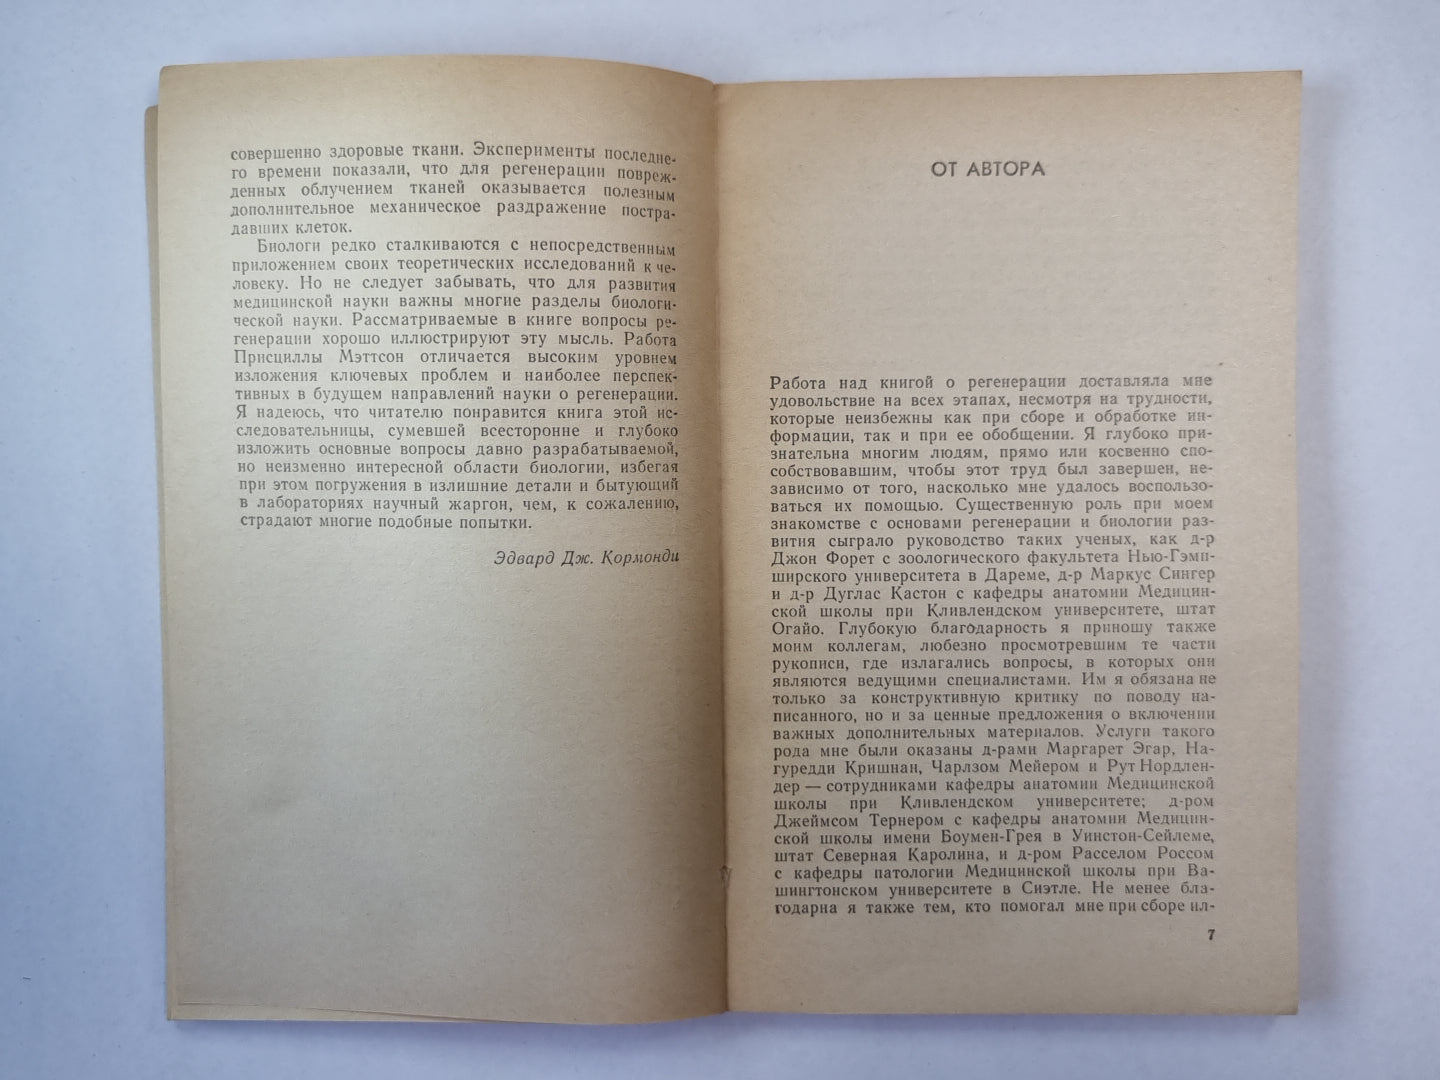 совершенно здоровые ткани. Эксперименты последне-
го времени показали, что для регенерации повреж-
денных облучением тканей оказывается полезным
дополнительное механическое раздражение постра-
давших клеток.
Биологи редко сталкиваются с непосредственным
приложением своих теоретических исследований к че-
ловеку. Но не следует забывать, что для развития
медицинской науки важны многие разделы биологи-
ческой науки. Рассматриваемые в книге вопросы ре-
генерации хорошо иллюстрируют эту мысль. Работа
Присциллы Мэттсон отличается высоким уровнем
изложения ключевых проблем и наиболее перспек-
тивных в будущем направлений науки о регенерации.
Я надеюсь, что читателю понравится книга этой ис-
следовательницы, сумевшей всесторонне и глубоко
изложить основные вопросы давно разрабатываемой,
но неизменно интересной области биологии, избегая
при этом погружения в излишние детали и бытующий
в лабораториях научный жаргон, чем, к сожалению,
страдают многие подобные попытки.
Эдвард Дж. Кормонди
ОТ АВТОРА
Работа над книгой о регенерации доставляла мне
удовольствие на всех этапах, несмотря на трудности,
которые неизбежны как при сборе и обработке ин-
формации, так и при ее обобщении. Я глубоко при-
знательна многим людям, прямо или косвенно спо-
собствовавшим, чтобы этот труд был завершен, не-
зависимо от того, насколько мне удалось воспользо-
ваться их помощью. Существенную роль при моем
знакомстве с основами регенерации и биологии раз-
вития сыграло руководство таких ученых, как д-р
Джон Форет с зоологического факультета Нью-Гэмп-
ширского университета в Дареме, д-р Маркус Сингер
и д-р Дуглас Кастон с кафедры анатомии Медицин-
ской школы при Кливлендском университете, штат
Огайо. Глубокую благодарность я приношу также
моим коллегам, любезно просмотревшим те части
рукописи, где излагались вопросы, в которых они
являются ведущими специалистами. Им я обязана не
только за конструктивную критику по поводу на-
писанного, но и за ценные предложения о включении
важных дополнительных материалов. Услуги такого
рода мне были оказаны д-рами Маргарет Эгар, На-
гуредди Кришнан, Чарлзом Мейером и Рут Нордлен-
дер — сотрудниками кафедры анатомии Медицинской
школы при Кливлендском университете; д-ром
Джеймсом Тернером с кафедры анатомии Медицин-
ской школы имени Боумен-Грея в Уинстон-Сейлеме,
штат Северная Каролина, и д-ром Расселом Россом
с кафедры патологии Медицинской школы при Ва-
шингтонском университете в Сиэтле. Не менее бла-
годарна я также тем, кто помогал мне при сборе ил-
7